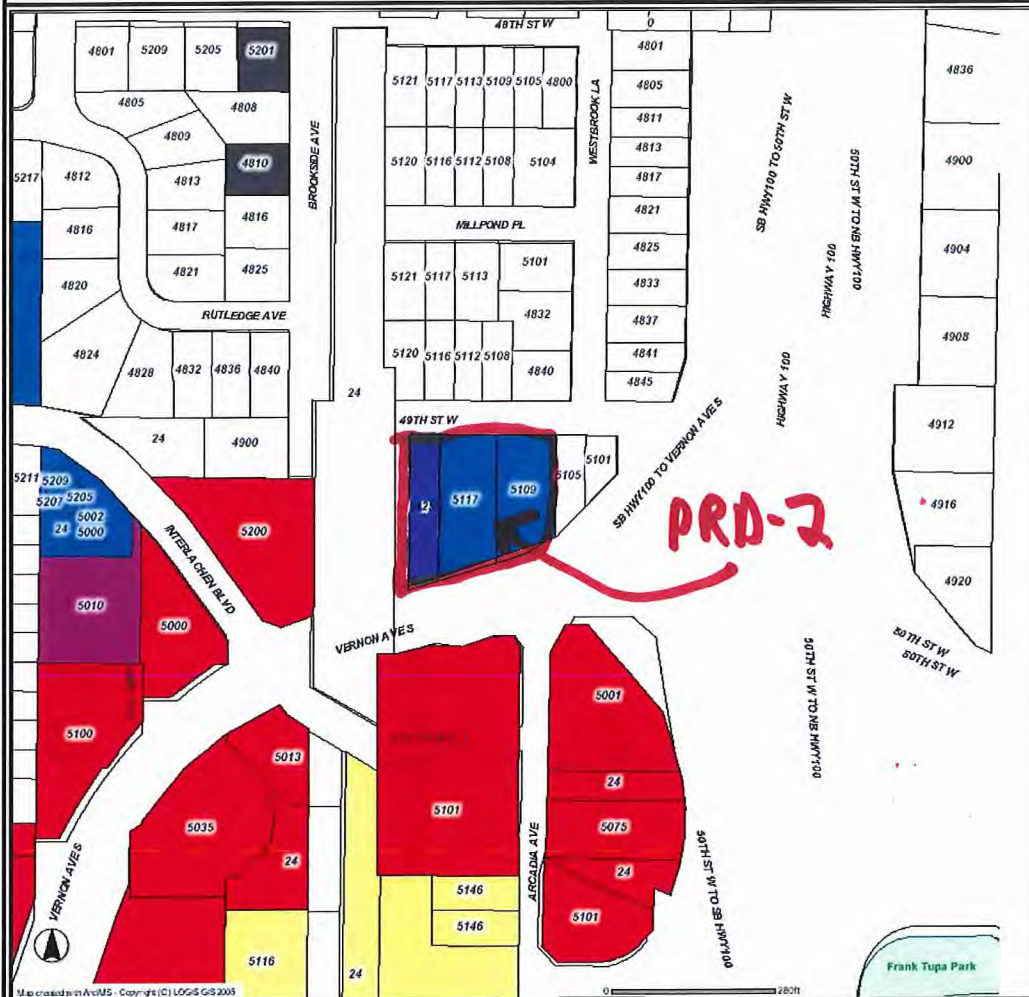 48TH ST W
0
4801 5209 5205 5201
5121 5117 5113 5109 5105 4800
4801
4836
4805 4808
4805
4809
4811
5120 5116 5112 5108 5104
4813
4900
5217 4812 4813 4810
4817
4816 4817 4816
4821
MILLPOND PL
4821 4825
4825
5121 5117 5113 5101
4904
4820
4833
4832
RUTLEDGE AVE
4837
4908
4824 4828 4832 4836 4840
5120 5116 5112 5108 4840
4841
4845
BROOKSIDE AVE
WESTBROOK LA
SB HWY100 TO 50TH ST W
50TH ST W TO NB HWY100
HIGHWAY 100
HIGHWAY 100
24
49TH ST W
4912
24 4900
5101
5105
5211 5209
5207 5205
5002
24 5000
5117 5109
SB HWY100 TO VERNON AVE S
4916
5200
PRD-2
INTERLACHEN BLVD
4920
5010
5000
VERNON AVE S
50TH ST W
50TH ST W
5100
5001
50TH ST W TO NB HWY100
5013
24
5101
5035
5075
24
24
VERNON AVE S
ARCADIA AVE
5146
5101
5146
50TH ST W TO SB HWY100
5116
24
Frank Tupa Park
Map created with ArcIMS - Copyright (C) LOGIS GIS 2005
0 280ft